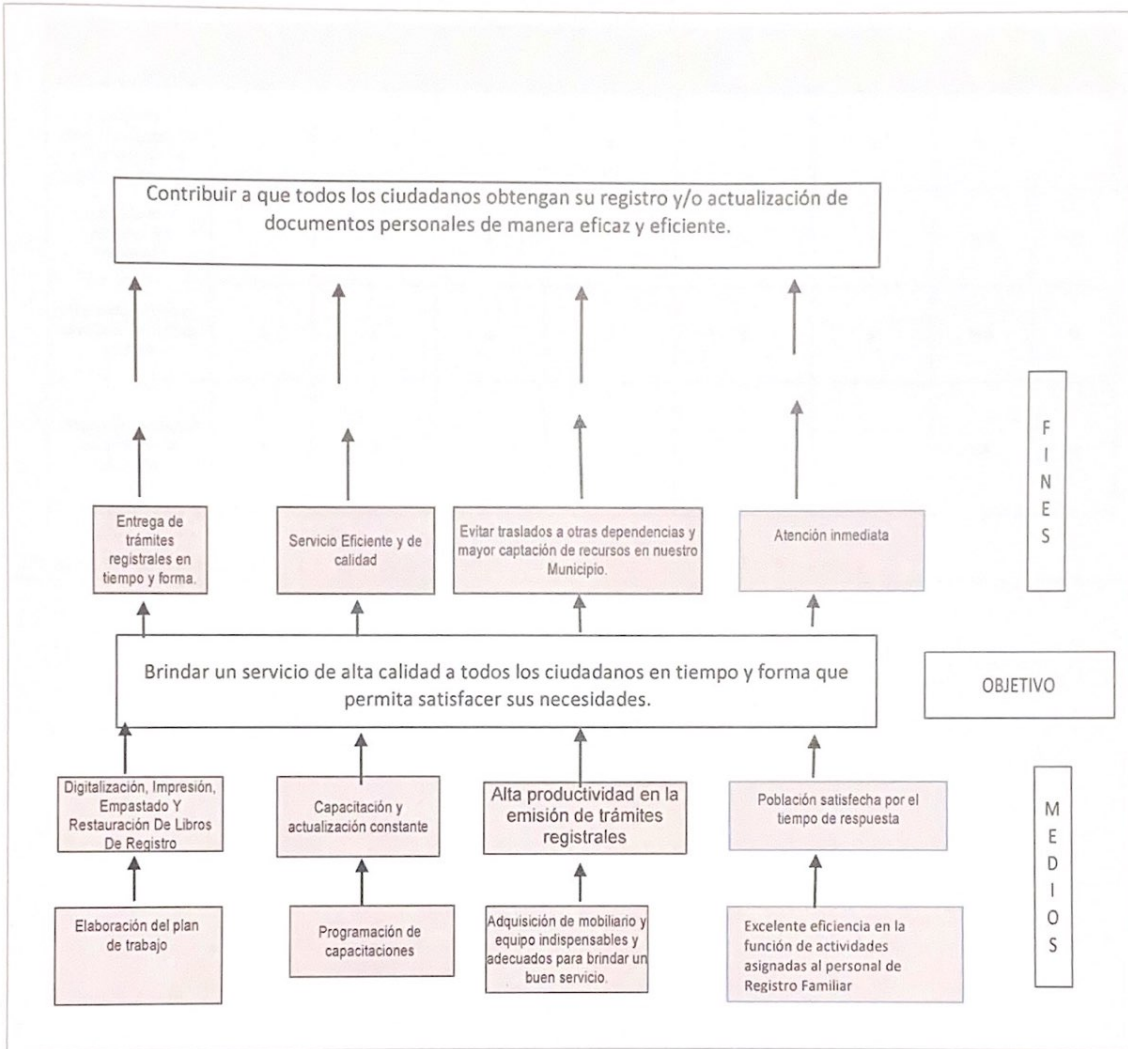 Contribuir a que todos los ciudadanos obtengan su registro y/o actualización de
documentos personales de manera eficaz y eficiente.
F
I
N
E
S
Entrega de
trámites
registrales en
tiempo y forma.
Servicio Eficiente y de
calidad
Evitar traslados a otras dependencias y
mayor captación de recursos en nuestro
Municipio.
Atención inmediata
Brindar un servicio de alta calidad a todos los ciudadanos en tiempo y forma que
permita satisfacer sus necesidades.
OBJETIVO
Digitalización, Impresión,
Empastado Y
Restauración De Libros
De Registro
Capacitación y
actualización constante
Alta productividad en la
emisión de trámites
registrales
Población satisfecha por el
tiempo de respuesta
M
E
D
I
O
S
Elaboración del plan
de trabajo
Programación de
capacitaciones
Adquisición de mobiliario y
equipo indispensables y
adecuados para brindar un
buen servicio.
Excelente eficiencia en la
función de actividades
asignadas al personal de
Registro Familiar